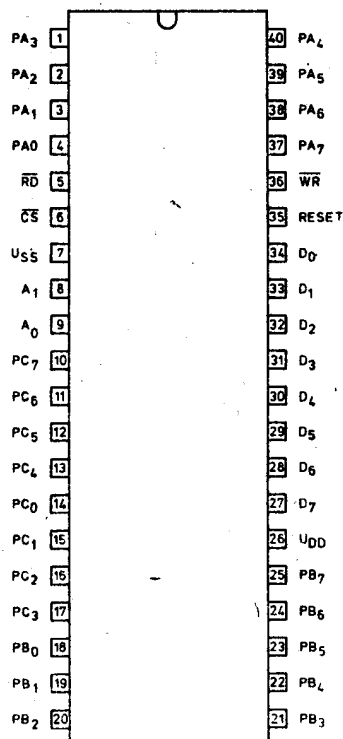 PA3 1 40 PA4
PA2 2 39 PA5
PA1 3 38 PA6
PA0 4 37 PA7
R̅D̅ 5 36 W̅R̅
C̅S̅ 6 35 RESET
USS 7 34 D0
A1 8 33 D1
A0 9 32 D2
PC7 10 31 D3
PC6 11 30 D4
PC5 12 29 D5
PC4 13 28 D6
PC0 14 27 D7
PC1 15 26 UDD
PC2 16 25 PB7
PC3 17 24 PB6
PB0 18 23 PB5
PB1 19 22 PB4
PB2 20 21 PB3